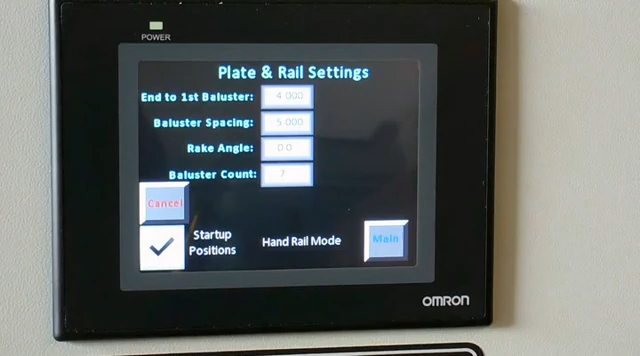 POWER
Plate & Rail Settings
End to 1st Baluster: 4.000
Baluster Spacing: 5.000
Rake Angle: 0.0
Baluster Count: 7
Cancel
Startup
Positions
Hand Rail Mode
Main
OMRON